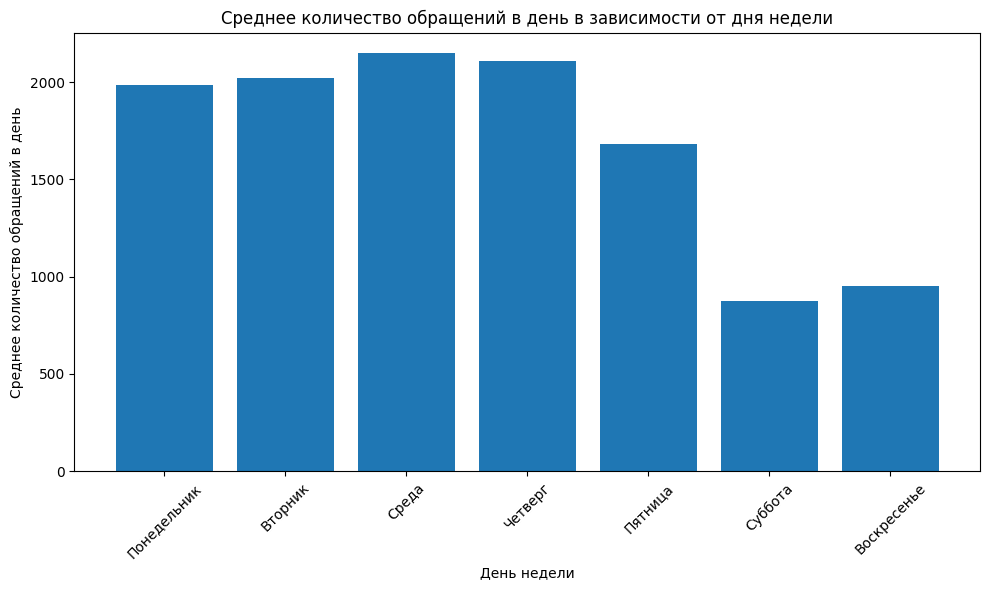 Среднее количество обращений в день в зависимости от дня недели
Среднее количество обращений в день
2000
1500
1000
500
0
Понедельник
Вторник
Среда
Четверг
Пятница
Суббота
Воскресенье
День недели